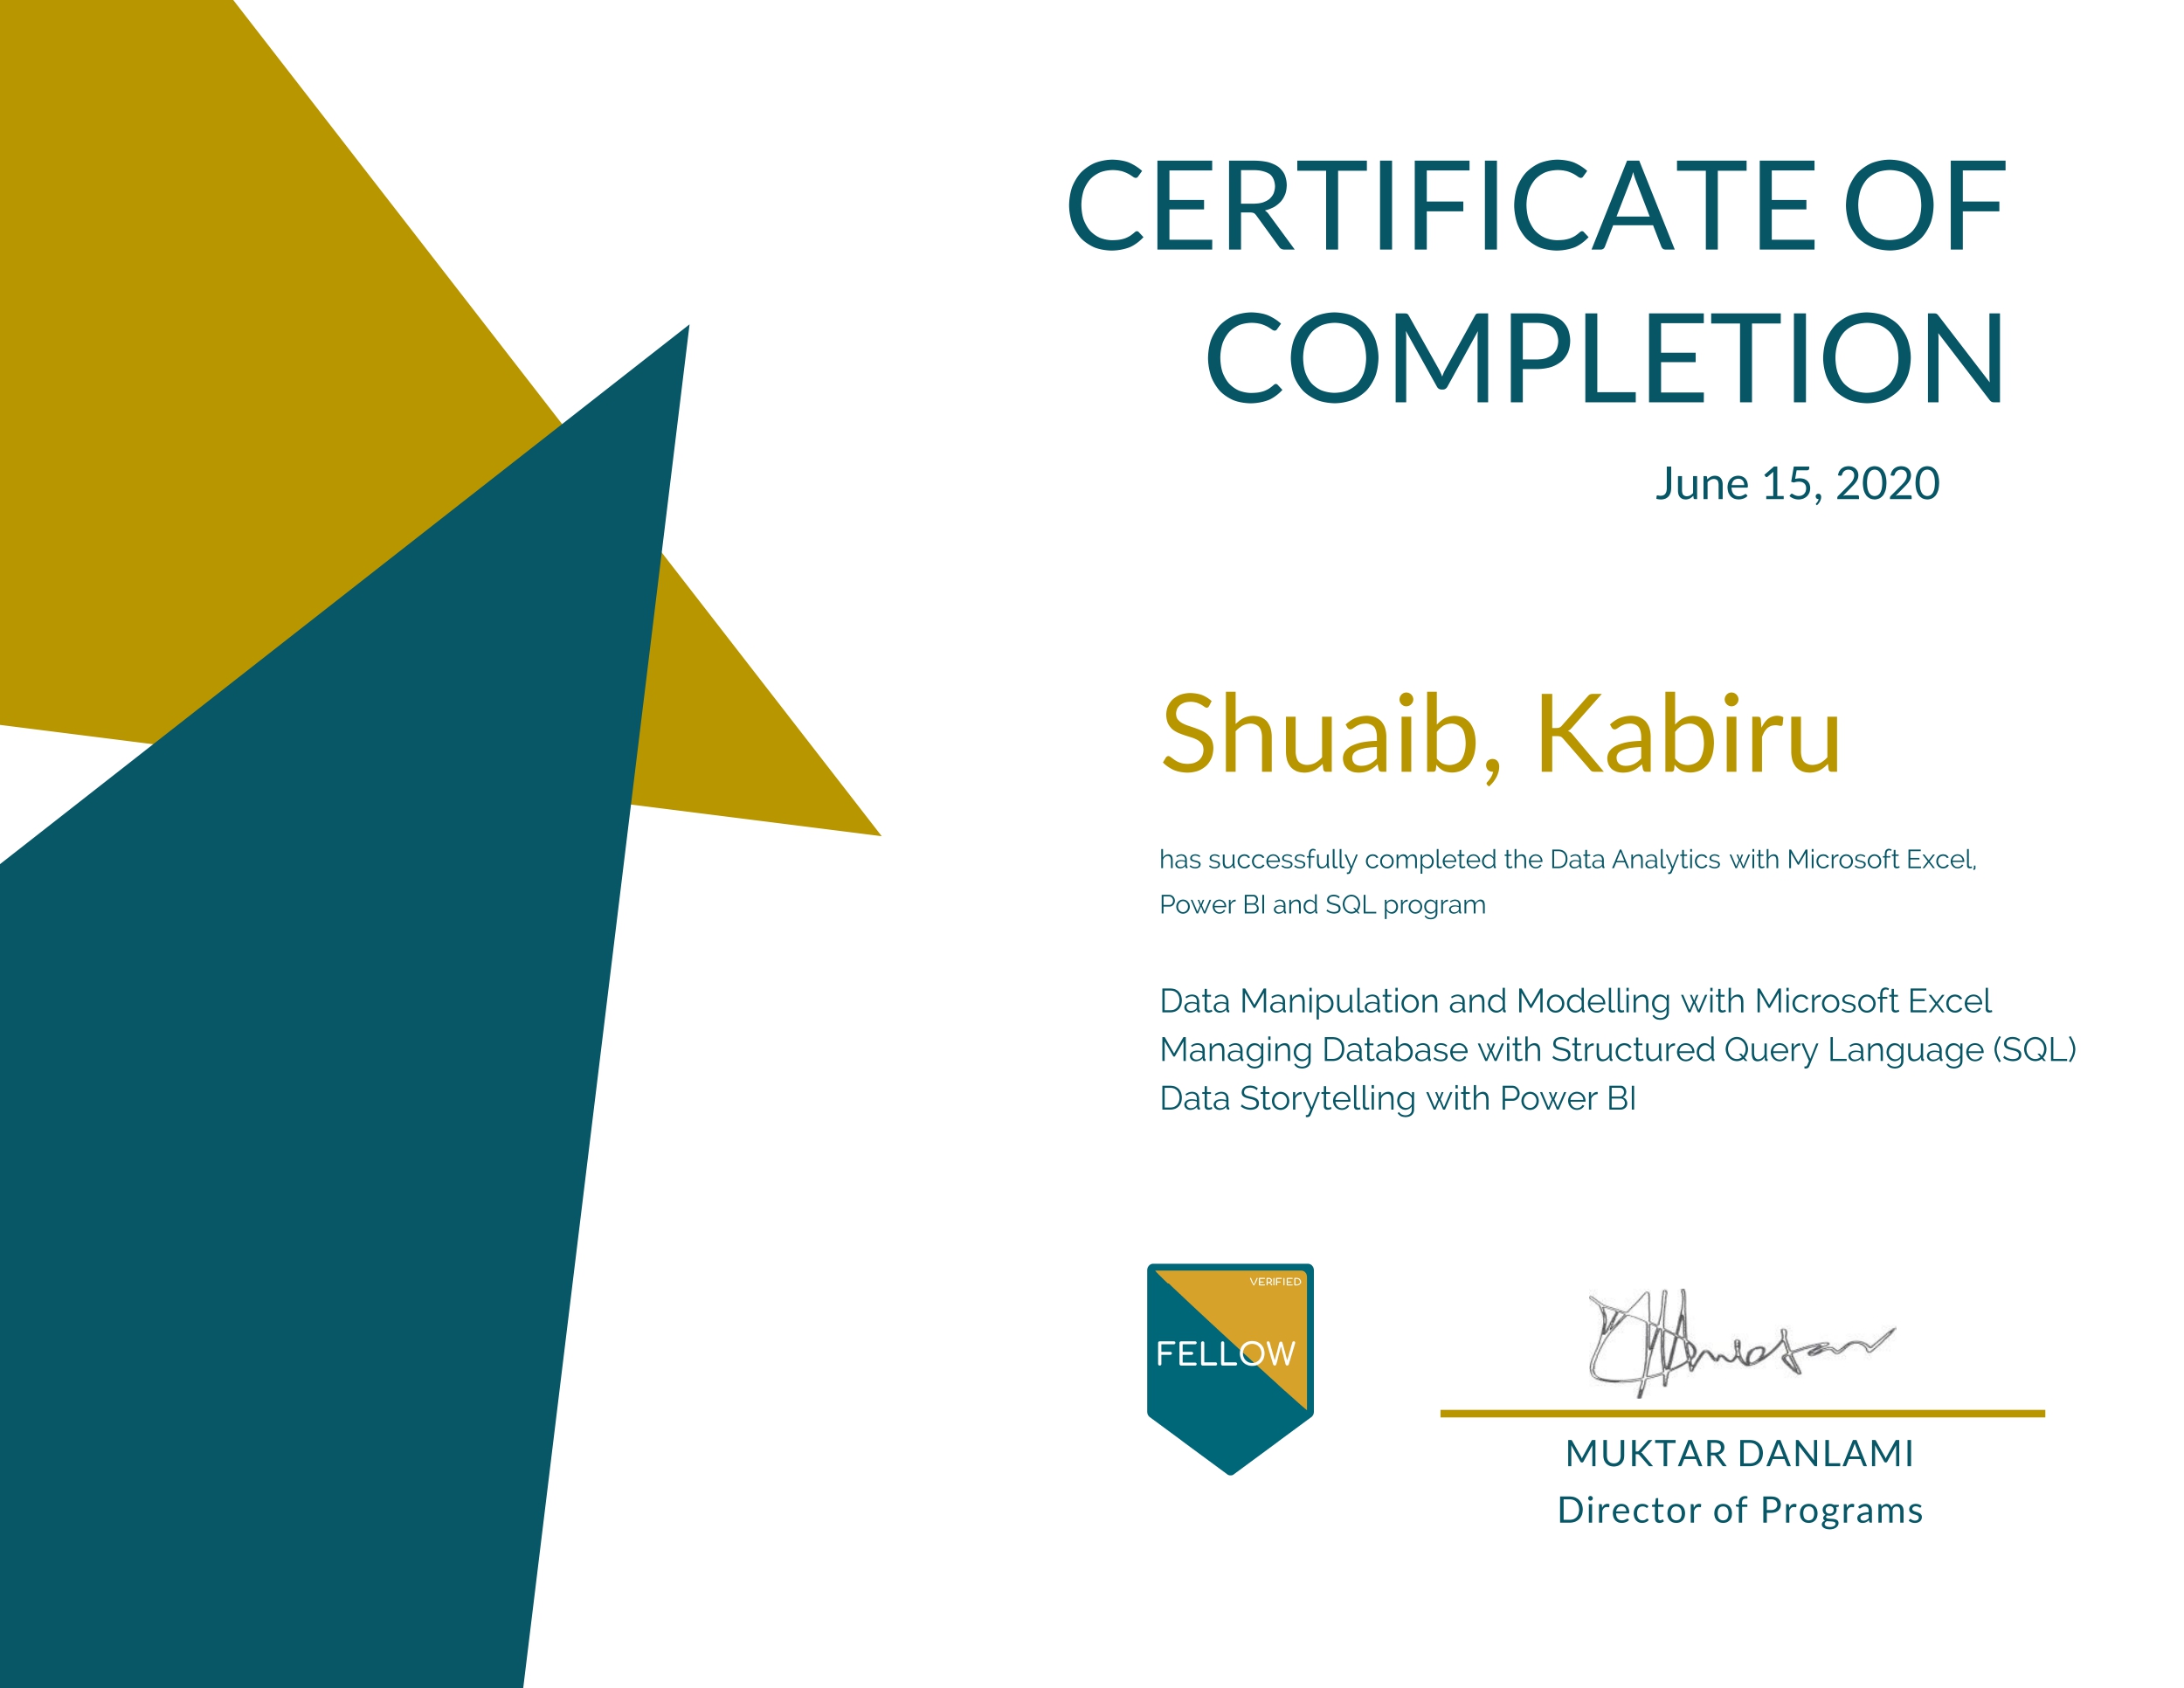 CERTIFICATE OF
COMPLETION
June 15, 2020
Shuaib, Kabiru
has successfully completed the Data Analytics with Microsoft Excel,
Power BI and SQL program
Data Manipulation and Modelling with Microsoft Excel
Managing Database with Structured Query Language (SQL)
Data Storytelling with Power BI
VERIFIED
FELLOW
MUKTAR DANLAMI
Director of Programs